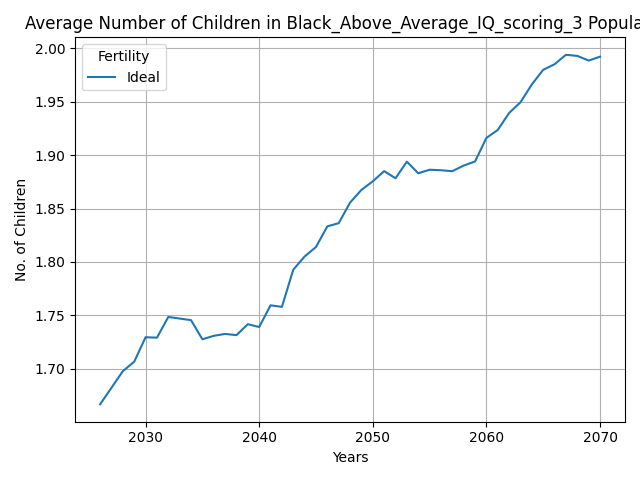 Average Number of Children in Black_Above_Average_IQ_scoring_3 Popula
Fertility
Ideal
No. of Children
2.00
1.95
1.90
1.85
1.80
1.75
1.70
2030 2040 2050 2060 2070
Years